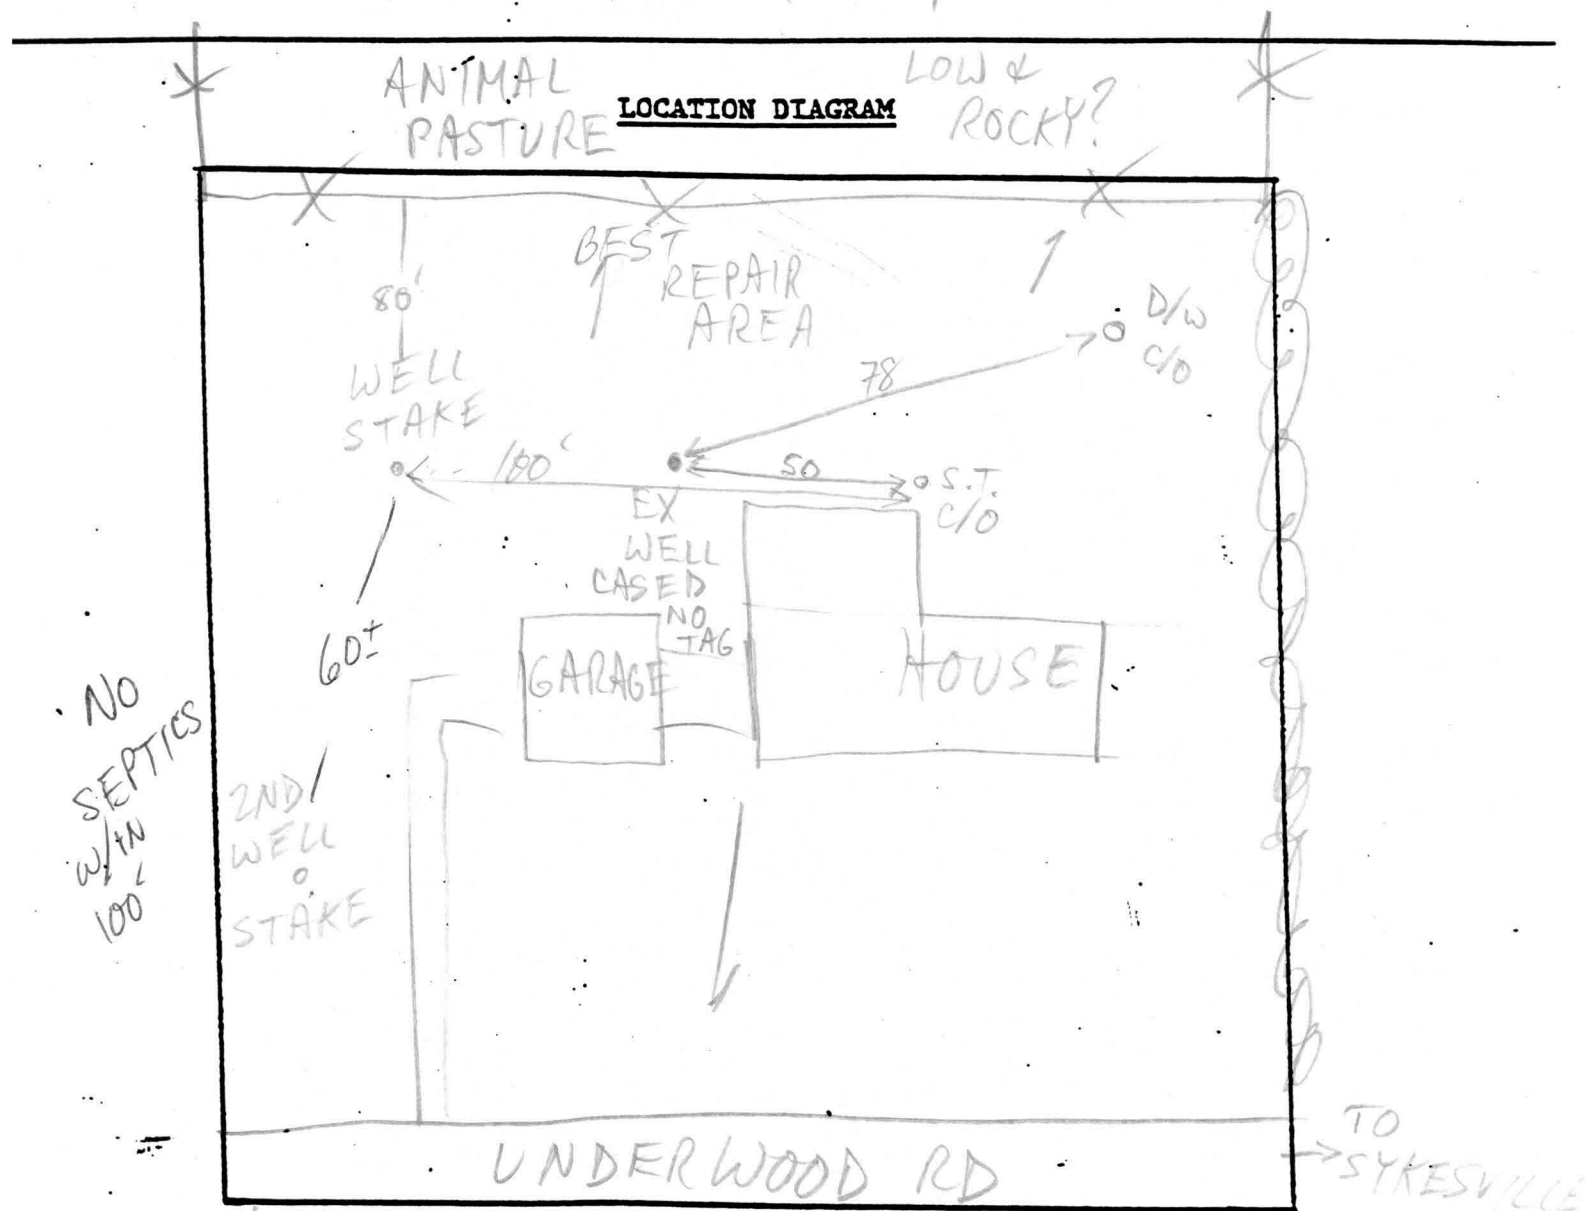 ANIMAL
PASTURE
LOCATION DIAGRAM
LOW &
ROCKY?
BEST
REPAIR
AREA
80'
WELL
STAKE
D/W
C/O
78
100'
50
S.T.
C/O
EX
WELL
CASED
NO
TAG
60±
GARAGE
HOUSE
NO
SEPTICS
W/IN
100'
2ND
WELL
STAKE
UNDERWOOD RD
TO
SYKESVILLE